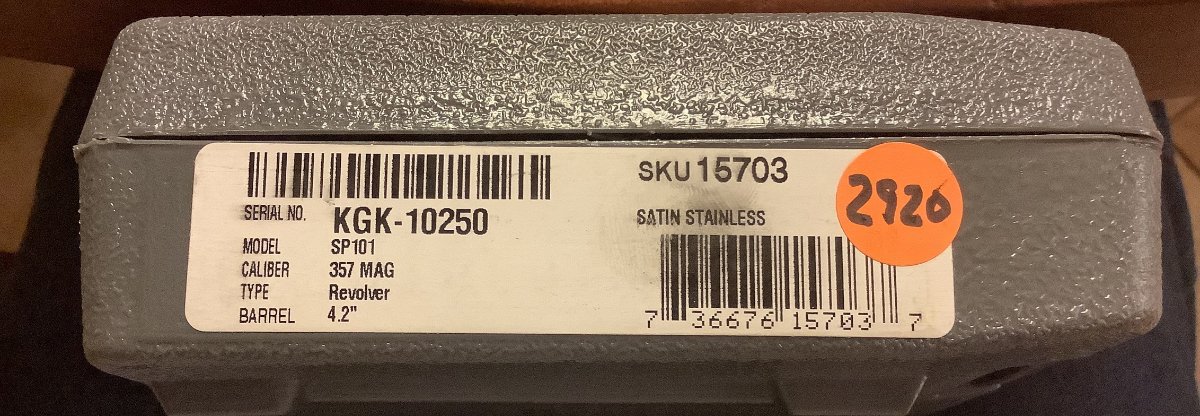 SERIAL NO. KGK-10250
MODEL SP101
CALIBER 357 MAG
TYPE Revolver
BARREL 4.2"
SKU 15703
SATIN STAINLESS
7 36676 15703 7
2920